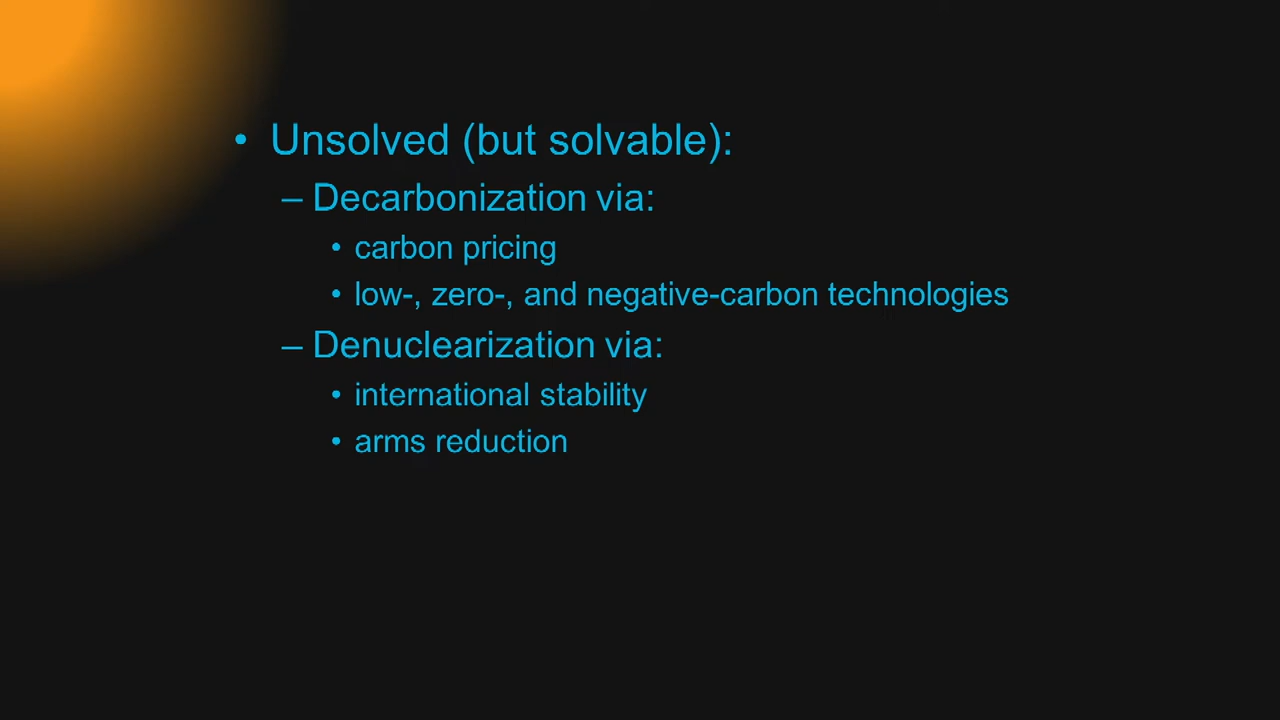 • Unsolved (but solvable):
– Decarbonization via:
• carbon pricing
• low-, zero-, and negative-carbon technologies
– Denuclearization via:
• international stability
• arms reduction